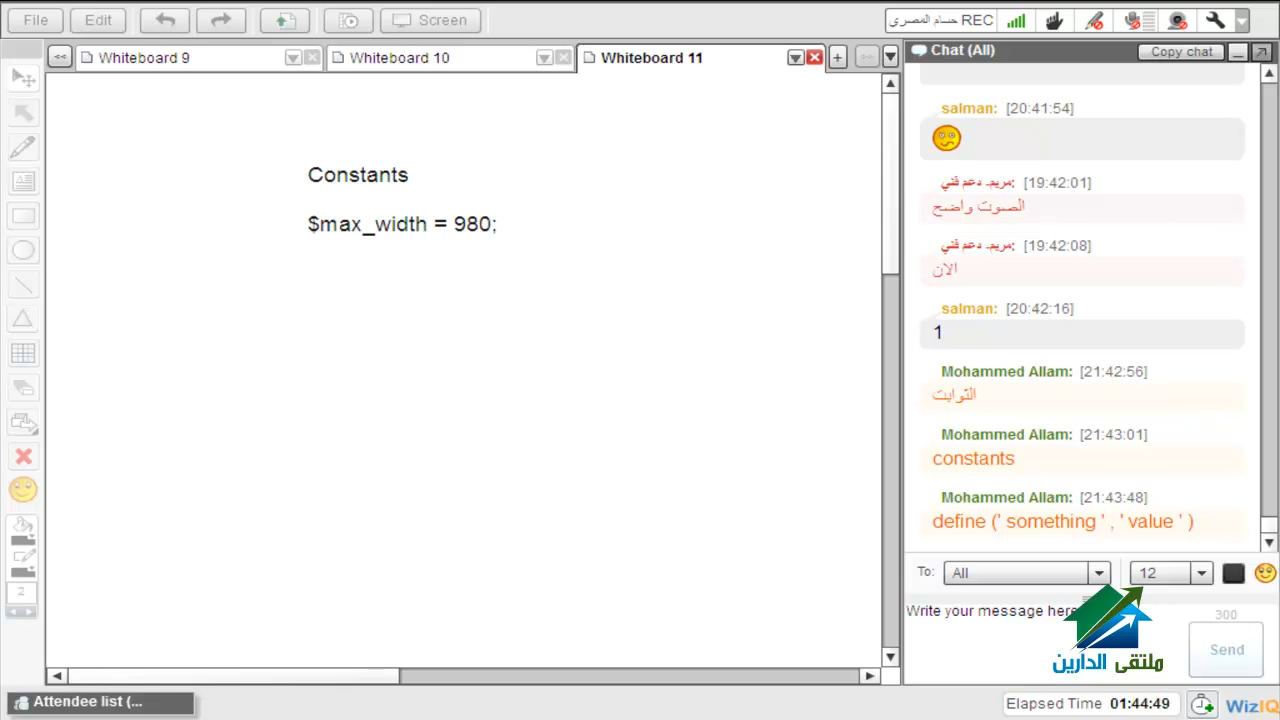 File
Edit
Screen
حسام المصري REC
<<
Whiteboard 9
Whiteboard 10
Whiteboard 11
Chat (All)
Copy chat
Constants
$max_width = 980;
salman: [20:41:54]
مريم۔ دعم فني: [19:42:01]
الصوت واضح
مريم۔ دعم فني: [19:42:08]
الان
salman: [20:42:16]
1
Mohammed Allam: [21:42:56]
الثوابت
Mohammed Allam: [21:43:01]
constants
Mohammed Allam: [21:43:48]
define (' something ' , ' value ' )
To:
All
12
Write your message here
300
Send
ملتقى الدارين
2
Attendee list (...
Elapsed Time 01:44:49
WizIQ